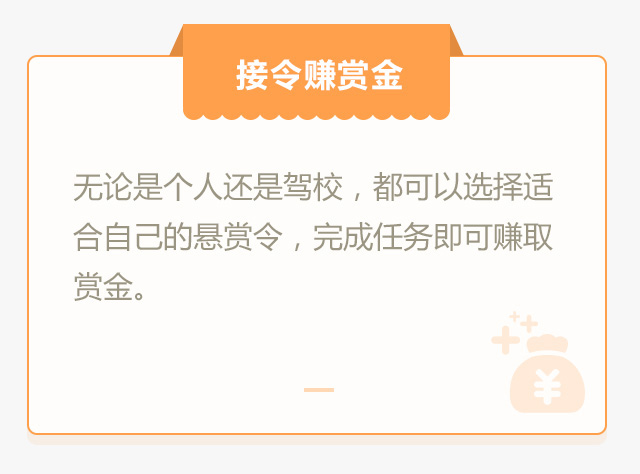 接令赚赏金
无论是个人还是驾校，都可以选择适
合自己的悬赏令，完成任务即可赚取
赏金。
¥